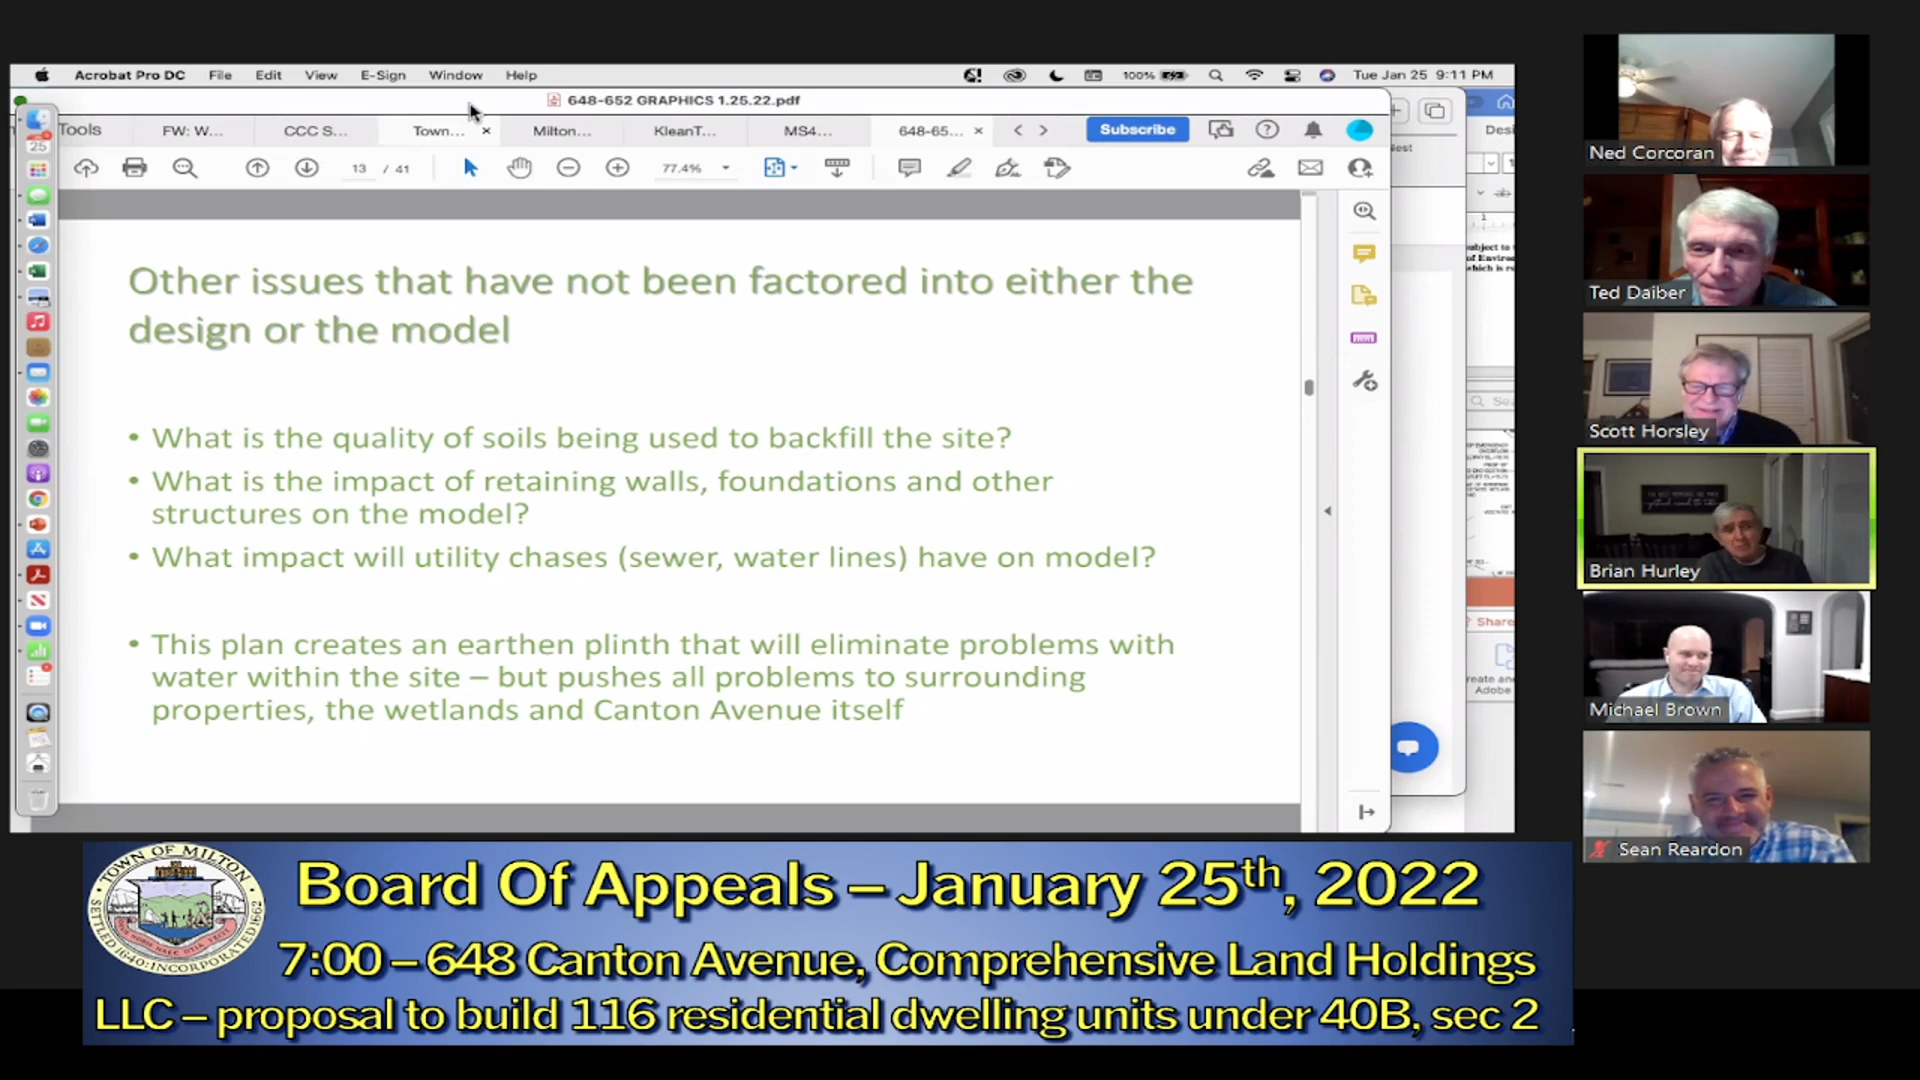 Acrobat Pro DC File Edit View E-Sign Window Help 100% Tue Jan 25 9:11 PM
648-652 GRAPHICS 1.25.22.pdf
Tools FW: W... CCC S... Town... Milton... KleanT... MS4... 648-65... Subscribe
13 / 41 77.4%
Other issues that have not been factored into either the
design or the model
• What is the quality of soils being used to backfill the site?
• What is the impact of retaining walls, foundations and other
structures on the model?
• What impact will utility chases (sewer, water lines) have on model?
• This plan creates an earthen plinth that will eliminate problems with
water within the site – but pushes all problems to surrounding
properties, the wetlands and Canton Avenue itself
Share
Adobe
Ned Corcoran
Ted Daiber
Scott Horsley
Brian Hurley
Michael Brown
Sean Reardon
TOWN OF MILTON
SETTLED 1640 · INCORPORATED 1662
Board Of Appeals – January 25th, 2022
7:00 – 648 Canton Avenue, Comprehensive Land Holdings
LLC – proposal to build 116 residential dwelling units under 40B, sec 2